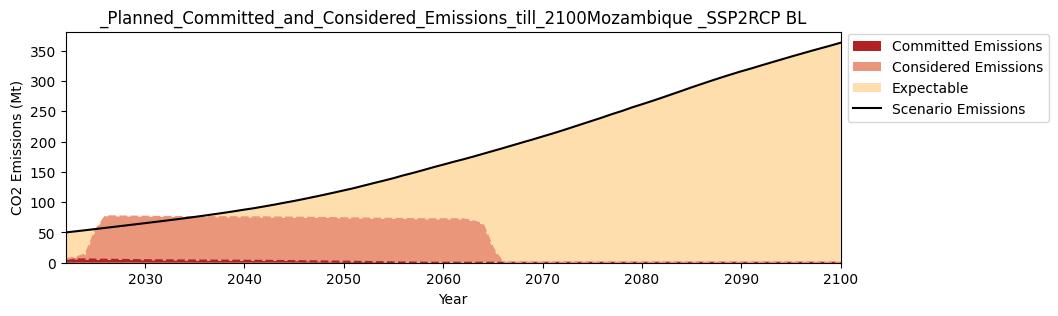 _Planned_Committed_and_Considered_Emissions_till_2100Mozambique _SSP2RCP BL
CO2 Emissions (Mt)
350
300
250
200
150
100
50
0
2030
2040
2050
2060
2070
2080
2090
2100
Year
Committed Emissions
Considered Emissions
Expectable
Scenario Emissions